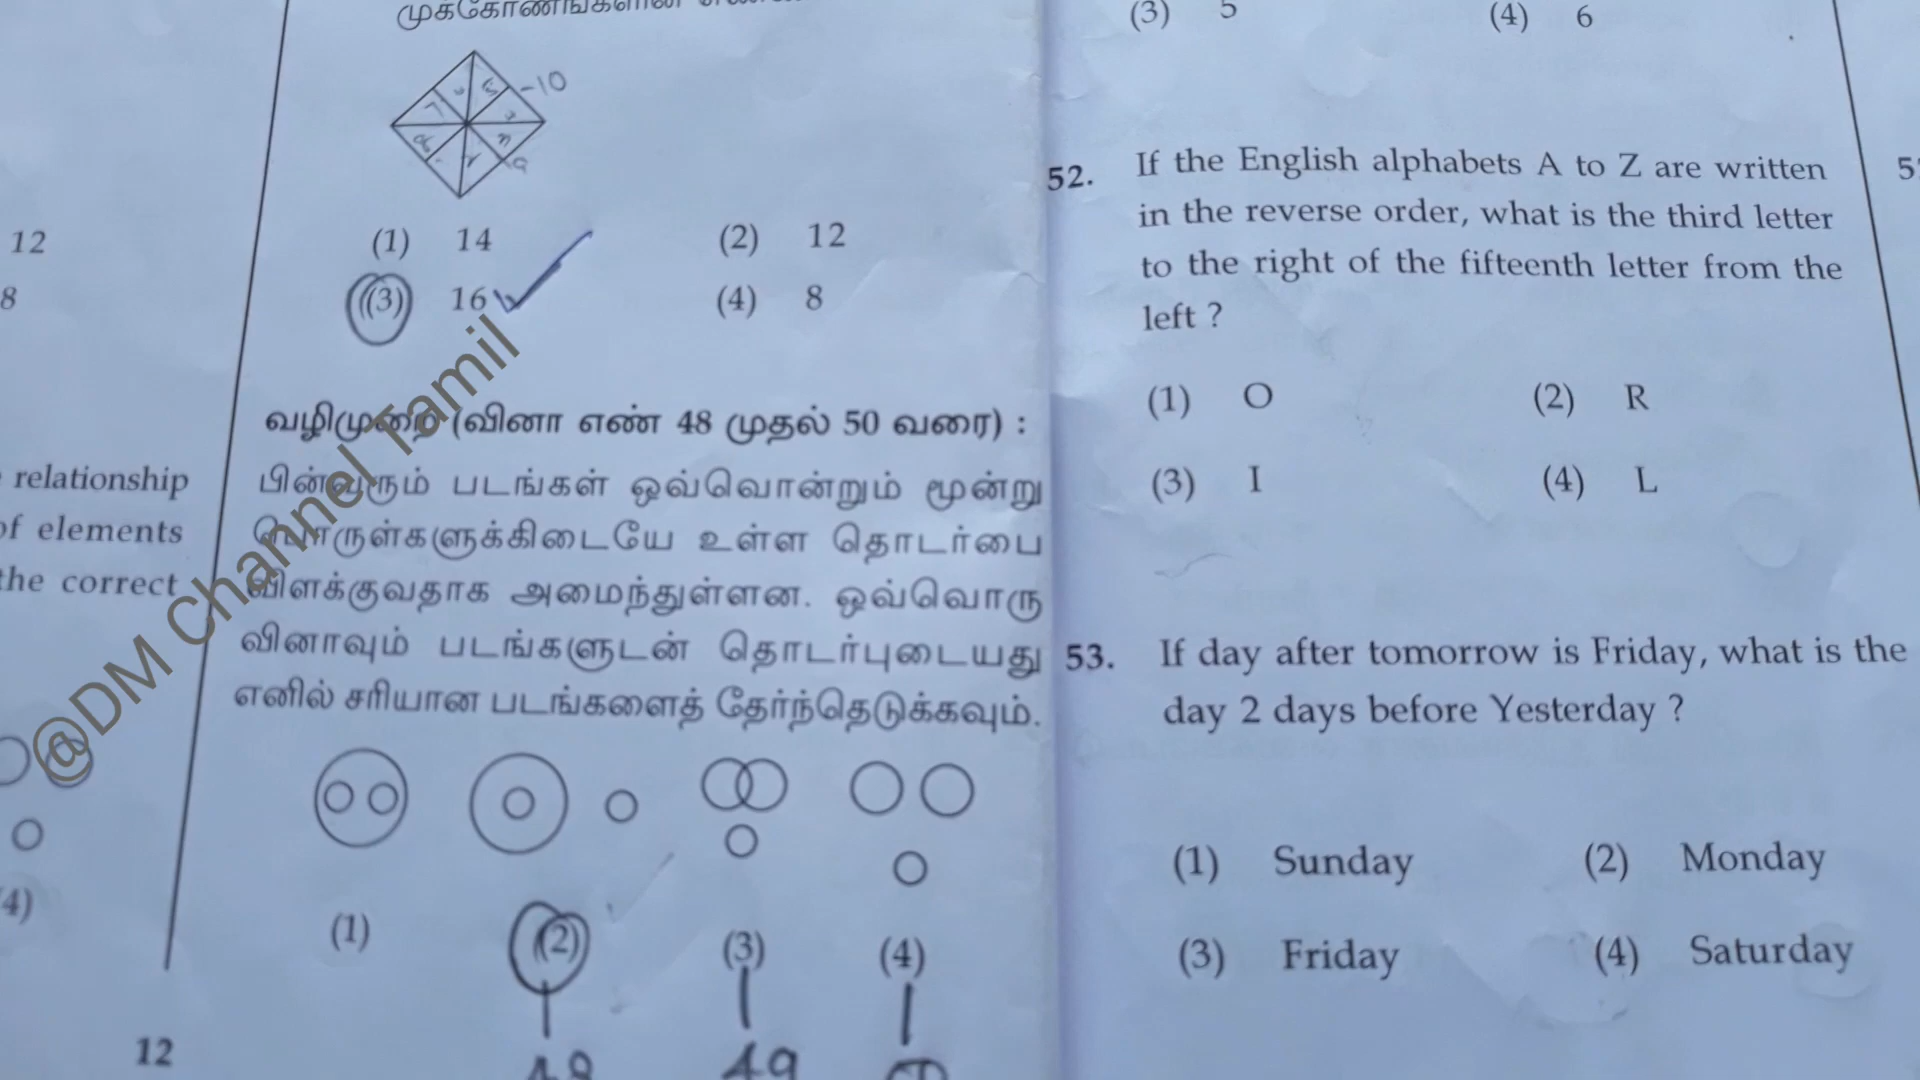 12
8
relationship
of elements
the correct
(4)
12
-10
(1) 14 (2) 12
(3) 16 (4) 8
வழிமுறை (வினா எண் 48 முதல் 50 வரை) :
பின்வரும் படங்கள் ஒவ்வொன்றும் மூன்று
பொருள்களுக்கிடையே உள்ள தொடர்பை
விளக்குவதாக அமைந்துள்ளன. ஒவ்வொரு
வினாவும் படங்களுடன் தொடர்புடையது
எனில் சரியான படங்களைத் தேர்ந்தெடுக்கவும்.
(1) (2) (3) (4)
48 49
@DM Channel Tamil
(3) 5 (4) 6
52. If the English alphabets A to Z are written
in the reverse order, what is the third letter
to the right of the fifteenth letter from the
left ?
(1) O (2) R
(3) I (4) L
53. If day after tomorrow is Friday, what is the
day 2 days before Yesterday ?
(1) Sunday (2) Monday
(3) Friday (4) Saturday